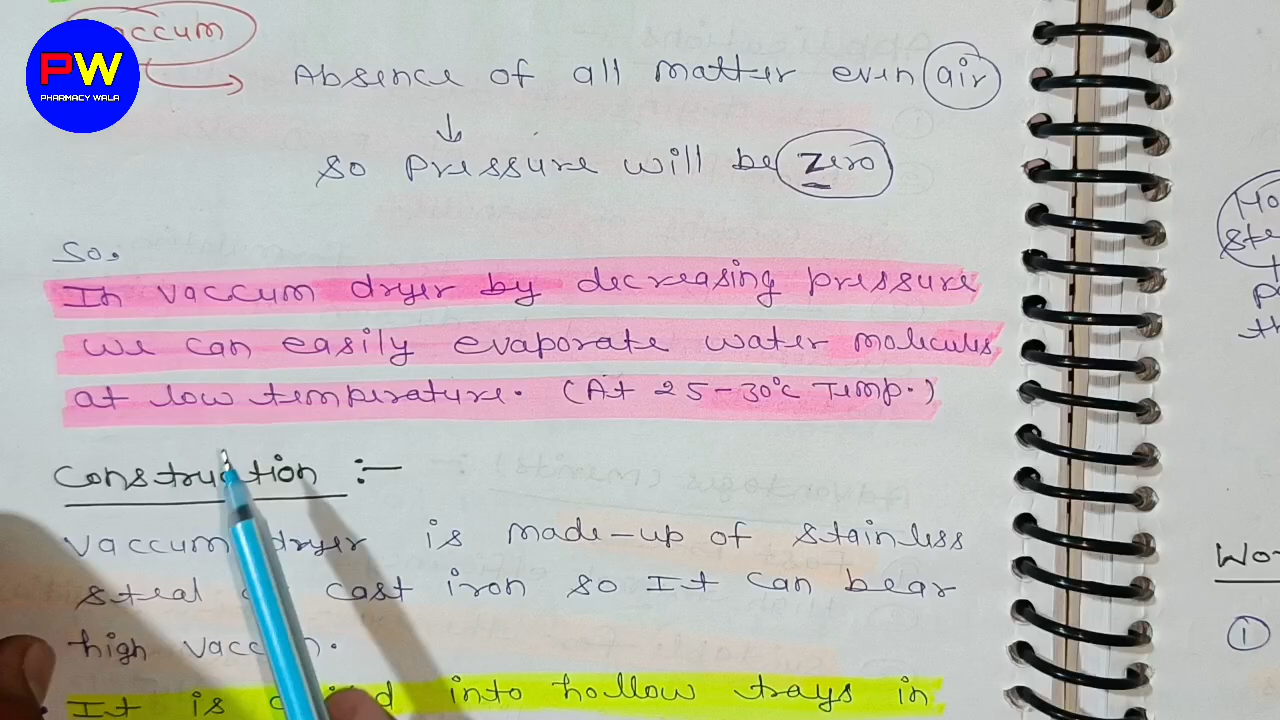 vaccum
PW
PHARMACY WALA
Absence of all matter even air
So Pressure will be Zero
So.
In vaccum dryer by decreasing pressure
we can easily evaporate water molecules
at low temperature. (At 25-30°C Temp.)
Construction :-
Vaccum dryer is made-up of stainless
steal cast iron so It can bear
high
It is into hollow trays in
①